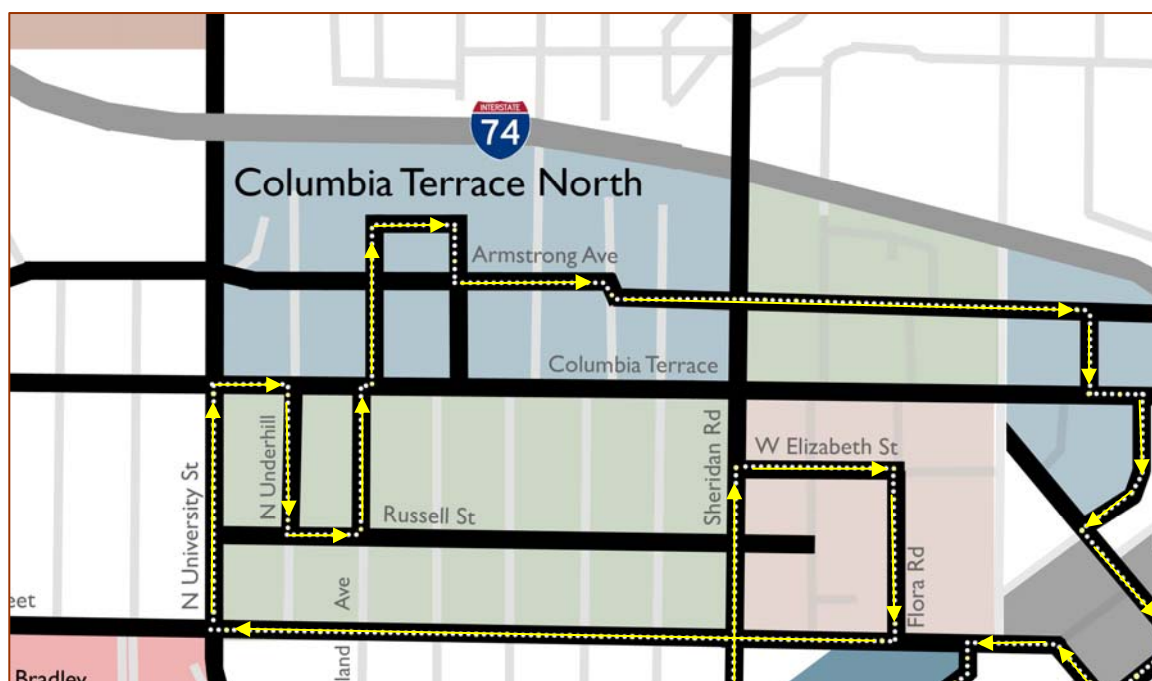 INTERSTATE
74
Columbia Terrace North
Armstrong Ave
Columbia Terrace
N Underhill
Sheridan Rd
W Elizabeth St
N University St
Russell St
Flora Rd
Ave
eet
land
Bradley